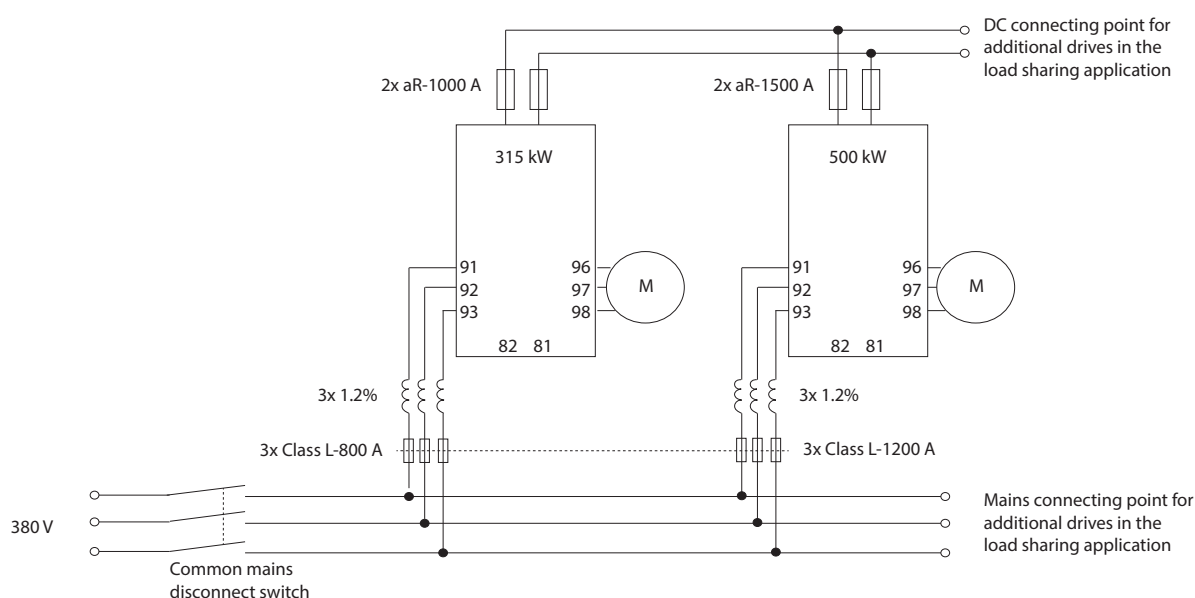 DC connecting point for
additional drives in the
load sharing application
2x aR-1000 A
2x aR-1500 A
315 kW
500 kW
91
92
93
96
97
98
M
82 81
91
92
93
96
97
98
M
82 81
3x 1.2%
3x 1.2%
3x Class L-800 A
3x Class L-1200 A
380 V
Mains connecting point for
additional drives in the
load sharing application
Common mains
disconnect switch